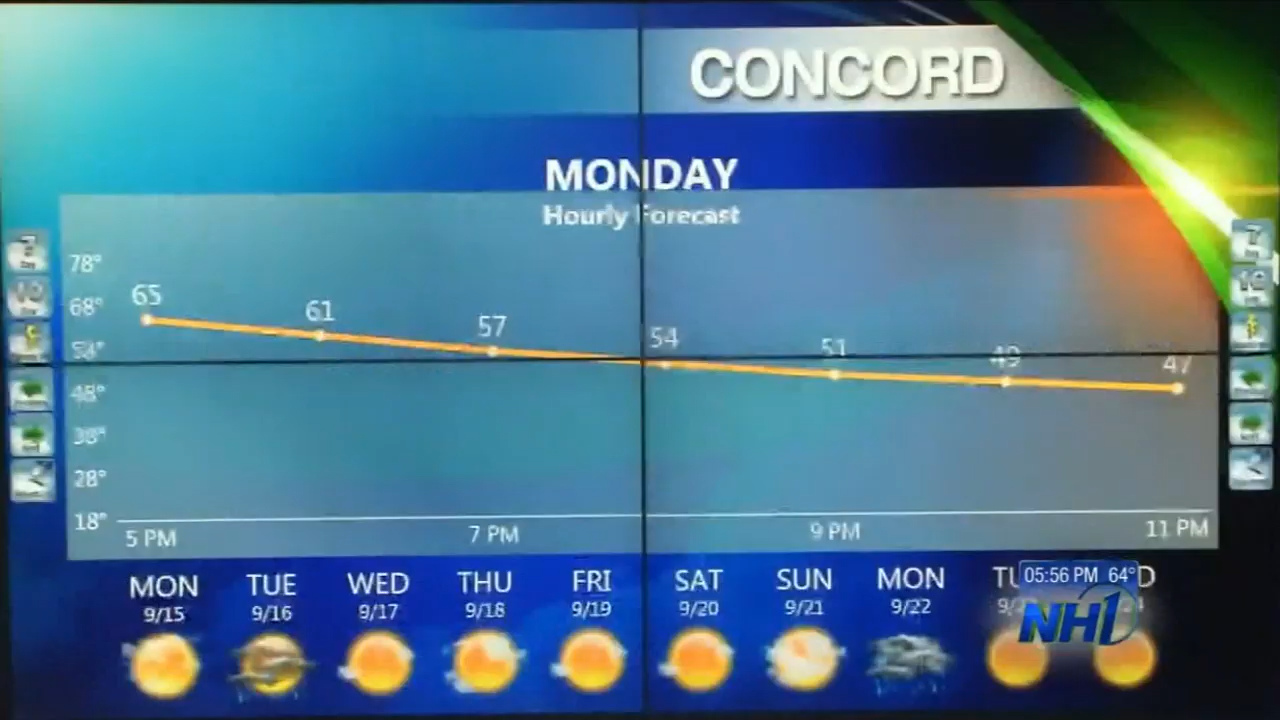 CONCORD
MONDAY
Hourly Forecast
78°
68°
58°
48°
38°
28°
18°
65
61
57
54
51
49
47
5 PM 7 PM 9 PM 11 PM
MON TUE WED THU FRI SAT SUN MON
9/15 9/16 9/17 9/18 9/19 9/20 9/21 9/22
05:56 PM 64°
NH1